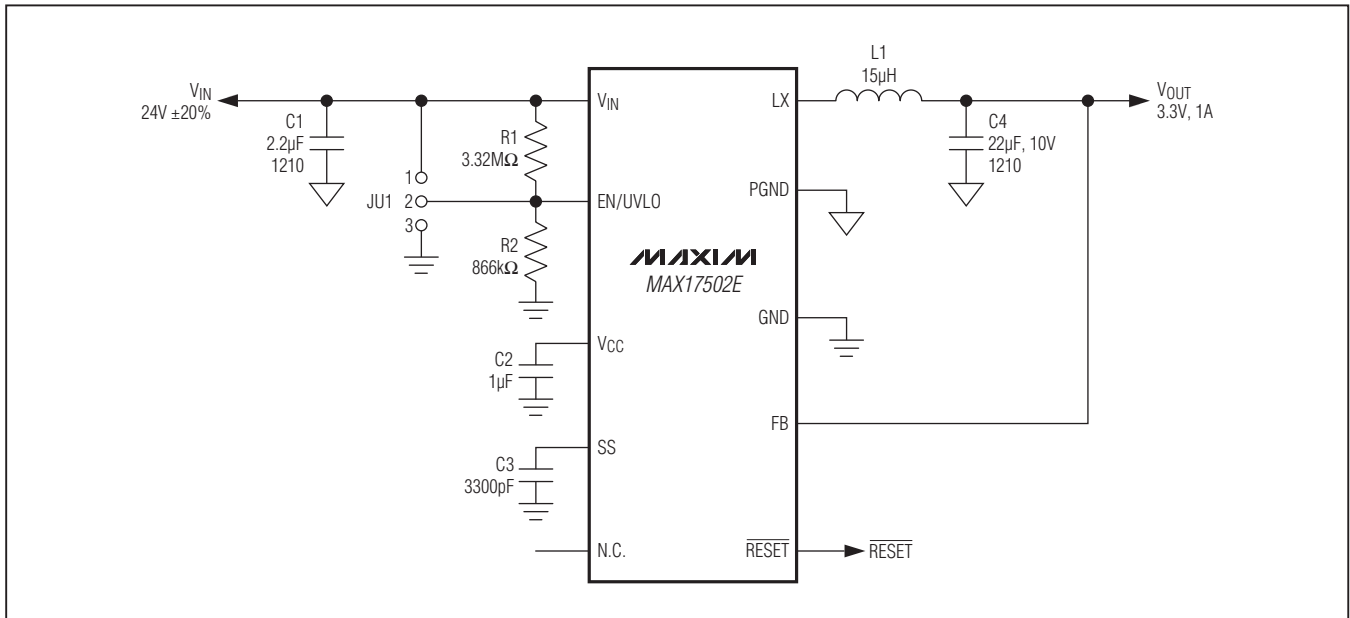 VIN
24V ±20%
C1
2.2µF
1210
JU1
1
2
3
R1
3.32MΩ
R2
866kΩ
C2
1µF
C3
3300pF
VIN
EN/UVLO
VCC
SS
N.C.
MAXIM
MAX17502E
LX
PGND
GND
FB
RESET
RESET
L1
15µH
C4
22µF, 10V
1210
VOUT
3.3V, 1A